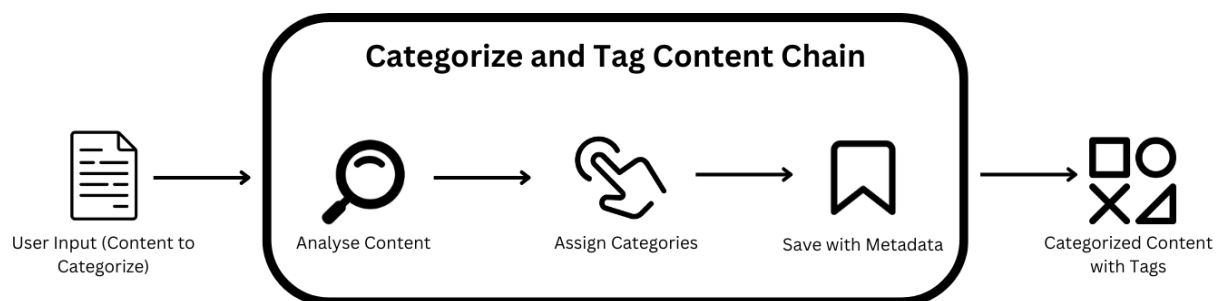 Categorize and Tag Content Chain
User Input (Content to
Categorize)
Analyse Content
Assign Categories
Save with Metadata
Categorized Content
with Tags